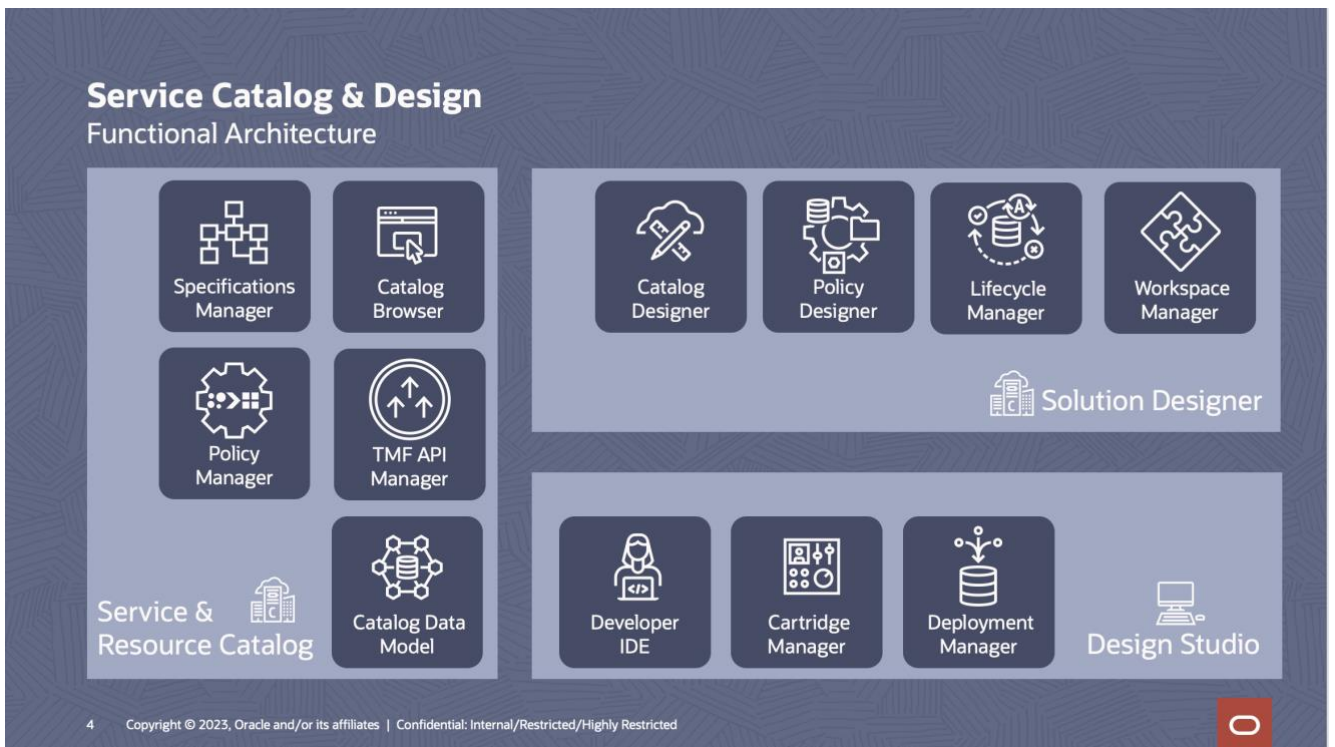 Service Catalog & Design
Functional Architecture
Specifications
Manager
Catalog
Browser
Policy
Manager
TMF API
Manager
Catalog Data
Model
Service &
Resource Catalog
Catalog
Designer
Policy
Designer
Lifecycle
Manager
Workspace
Manager
Solution Designer
Developer
IDE
Cartridge
Manager
Deployment
Manager
Design Studio
4 Copyright © 2023, Oracle and/or its affiliates | Confidential: Internal/Restricted/Highly Restricted